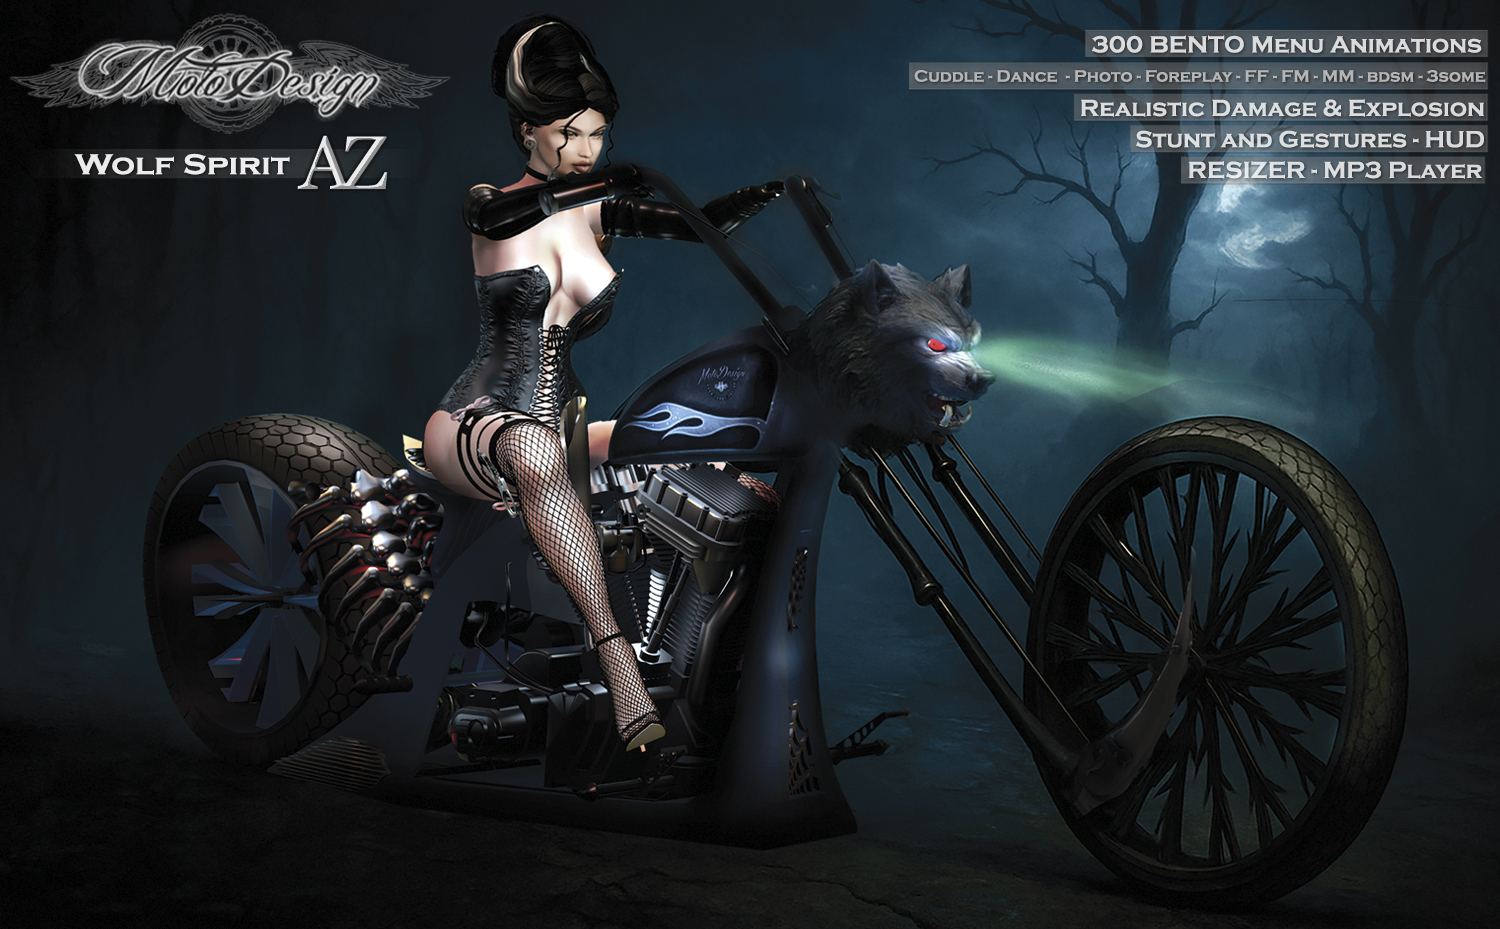 MotoDesign
WOLF SPIRIT AZ
300 BENTO MENU ANIMATIONS
CUDDLE - DANCE - PHOTO - FOREPLAY - FF - FM - MM - BDSM - 3SOME
REALISTIC DAMAGE & EXPLOSION
STUNT AND GESTURES - HUD
RESIZER - MP3 PLAYER
MotoDesign